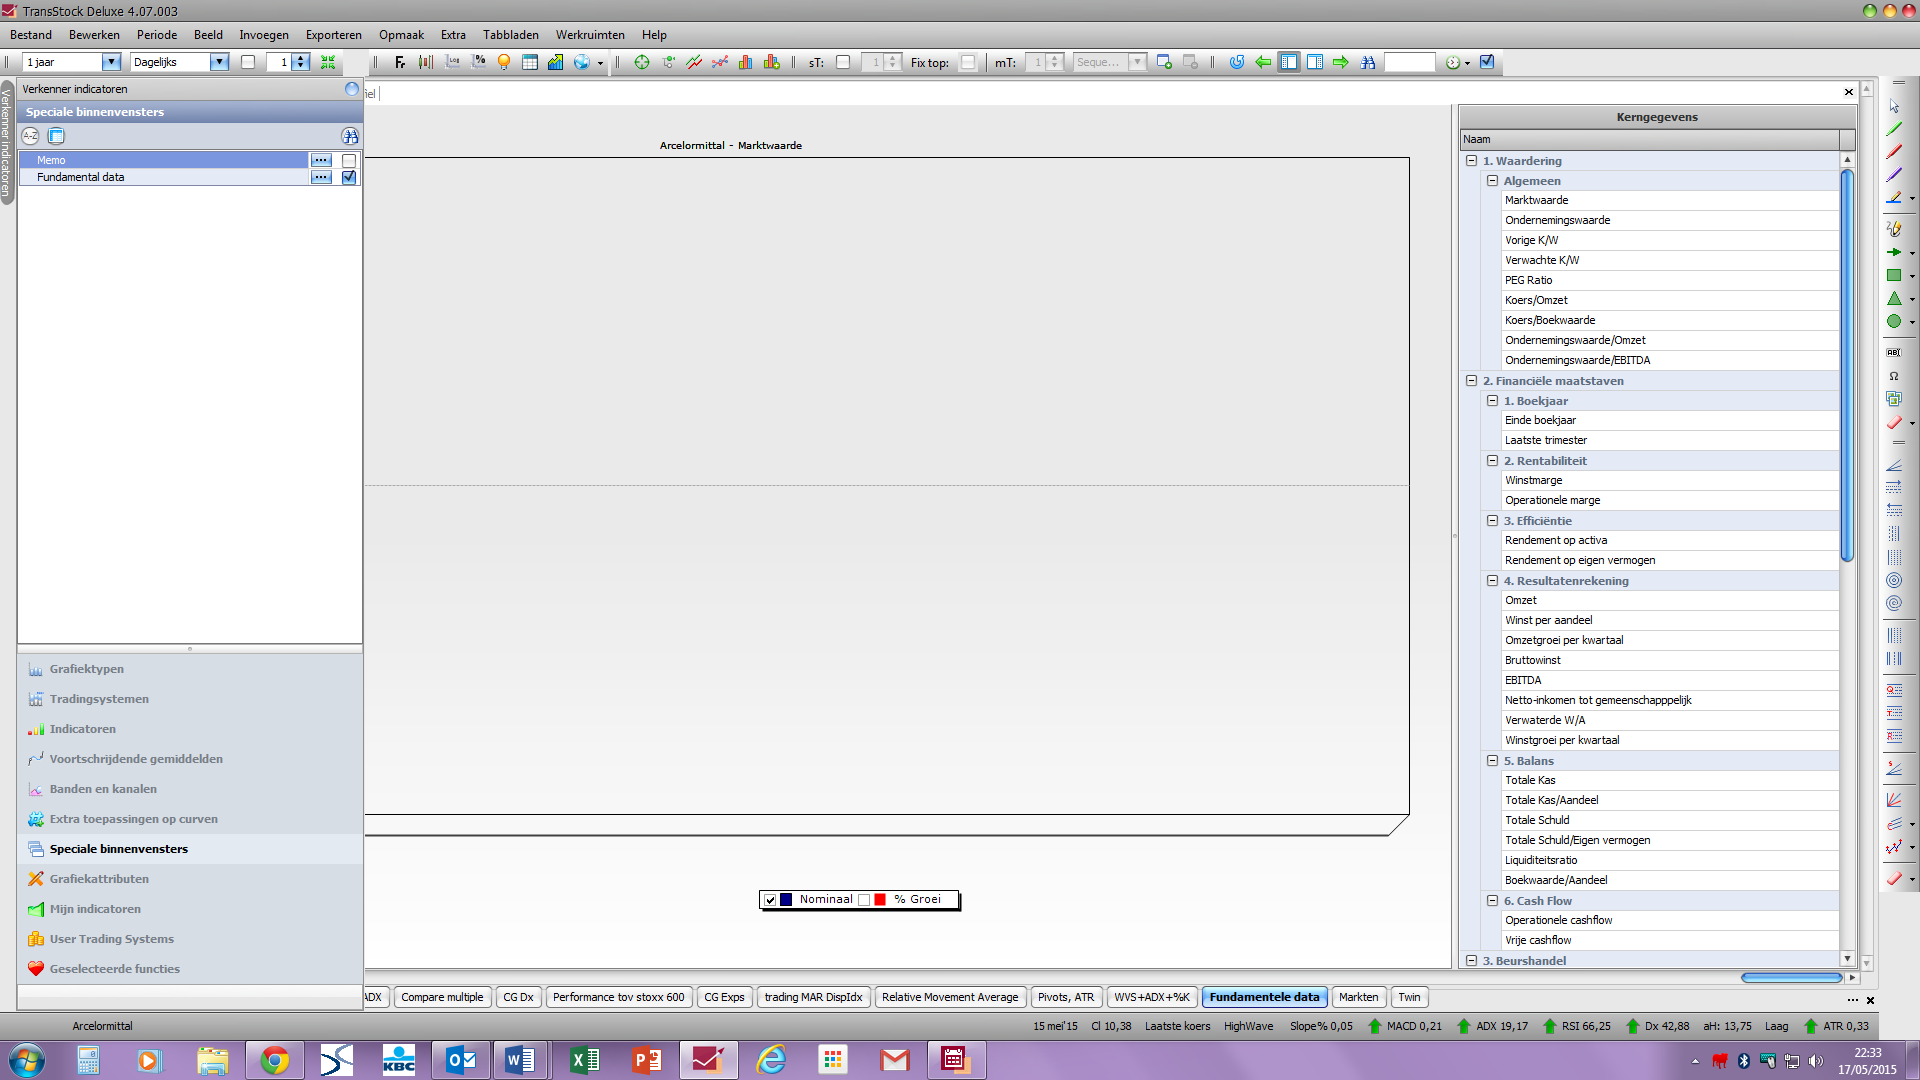 TransStock Deluxe 4.07.003
Bestand Bewerken Periode Beeld Invoegen Exporteren Opmaak Extra Tabbladen Werkruimten Help
1 jaar Dagelijks 1 Fr Log % sT: 1 Fix top: mT: 1 Seque...
Verkenner indicatoren
Verkenner indicatoren
iel
Speciale binnenvensters
A-Z
Memo
Fundamental data
Arcelormittal - Marktwaarde
Nominaal % Groei
Grafiektypen
Tradingsystemen
Indicatoren
Voortschrijdende gemiddelden
Banden en kanalen
Extra toepassingen op curven
Speciale binnenvensters
Grafiekattributen
Mijn indicatoren
User Trading Systems
Geselecteerde functies
Kerngegevens
Naam
1. Waardering
Algemeen
Marktwaarde
Ondernemingswaarde
Vorige K/W
Verwachte K/W
PEG Ratio
Koers/Omzet
Koers/Boekwaarde
Ondernemingswaarde/Omzet
Ondernemingswaarde/EBITDA
2. Financiële maatstaven
1. Boekjaar
Einde boekjaar
Laatste trimester
2. Rentabiliteit
Winstmarge
Operationele marge
3. Efficiëntie
Rendement op activa
Rendement op eigen vermogen
4. Resultatenrekening
Omzet
Winst per aandeel
Omzetgroei per kwartaal
Bruttowinst
EBITDA
Netto-inkomen tot gemeenschapppelijk
Verwaterde W/A
Winstgroei per kwartaal
5. Balans
Totale Kas
Totale Kas/Aandeel
Totale Schuld
Totale Schuld/Eigen vermogen
Liquiditeitsratio
Boekwaarde/Aandeel
6. Cash Flow
Operationele cashflow
Vrije cashflow
3. Beurshandel
ADX Compare multiple CG Dx Performance tov stoxx 600 CG Exps trading MAR DispIdx Relative Movement Average Pivots, ATR WVS+ADX+%K Fundamentele data Markten Twin
Arcelormittal 15 mei'15 Cl 10,38 Laatste koers HighWave Slope% 0,05 MACD 0,21 ADX 19,17 RSI 66,25 Dx 42,88 aH: 13,75 Laag ATR 0,33
KBC
22:33
17/05/2015